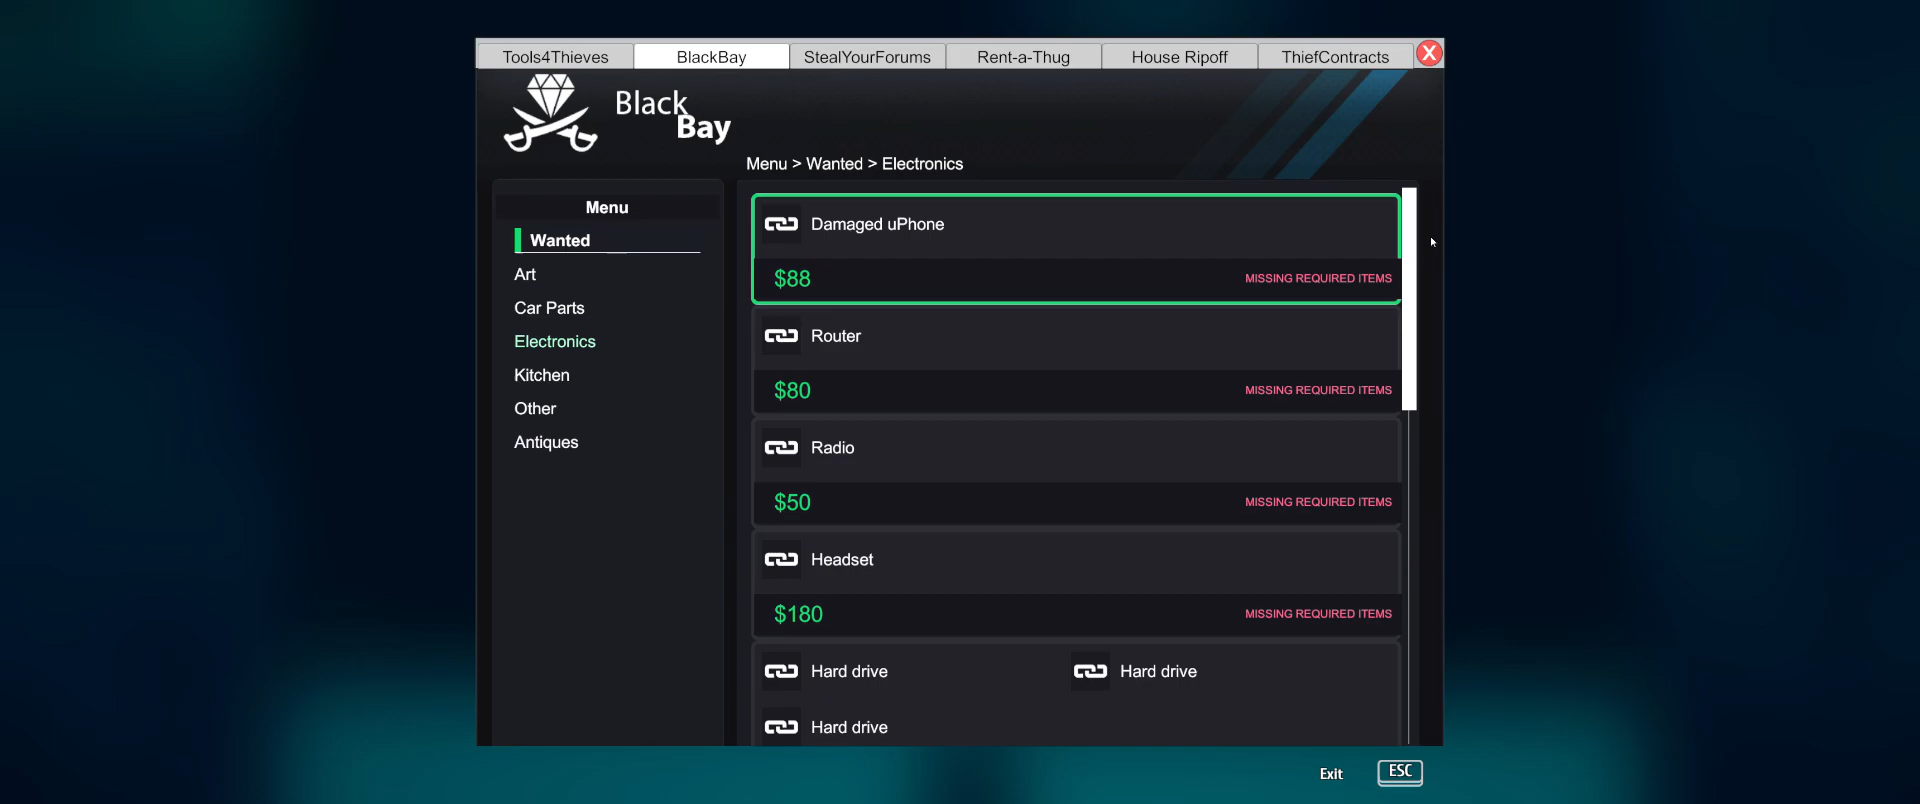 Tools4Thieves BlackBay StealYourForums Rent-a-Thug House Ripoff ThiefContracts X
Black
Bay
Menu > Wanted > Electronics
Menu
Wanted
Art
Car Parts
Electronics
Kitchen
Other
Antiques
Damaged uPhone
$88 MISSING REQUIRED ITEMS
Router
$80 MISSING REQUIRED ITEMS
Radio
$50 MISSING REQUIRED ITEMS
Headset
$180 MISSING REQUIRED ITEMS
Hard drive Hard drive
Hard drive
Exit ESC